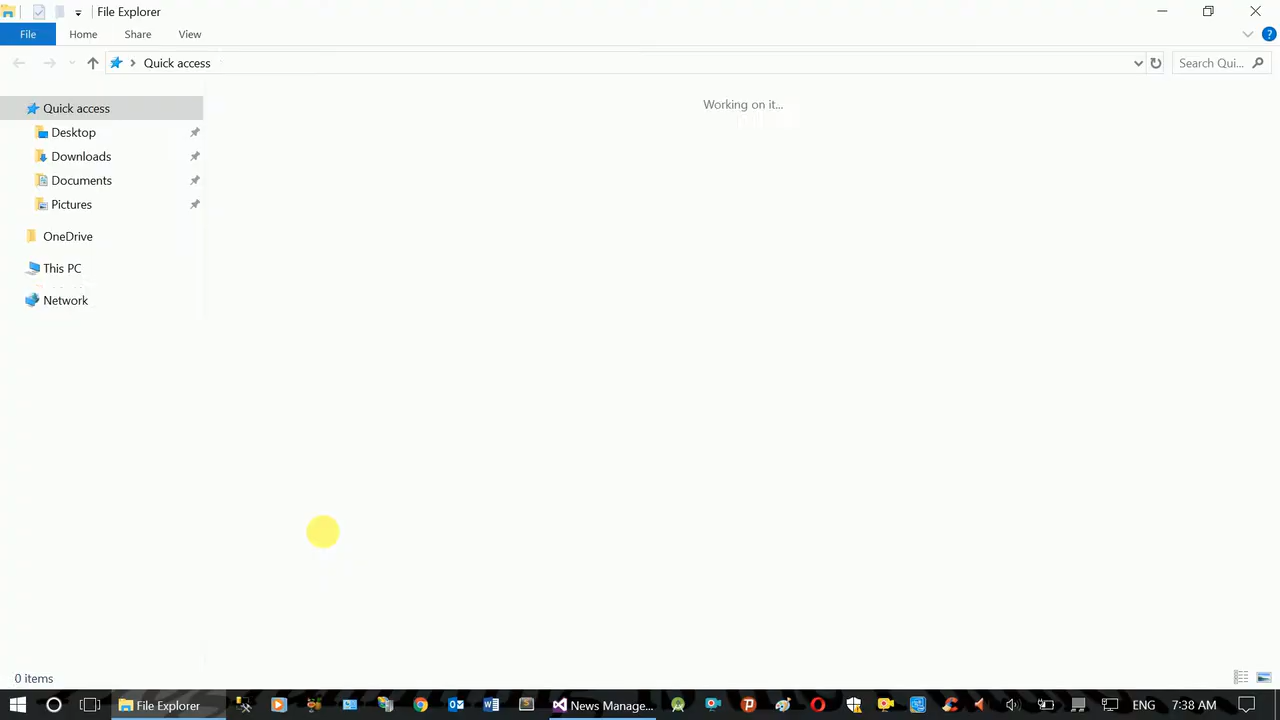 File Explorer
File Home Share View
Quick access
Search Qui...
Quick access
Working on it...
Desktop
Downloads
Documents
Pictures
OneDrive
This PC
Network
0 items
File Explorer
News Manage...
ENG
7:38 AM